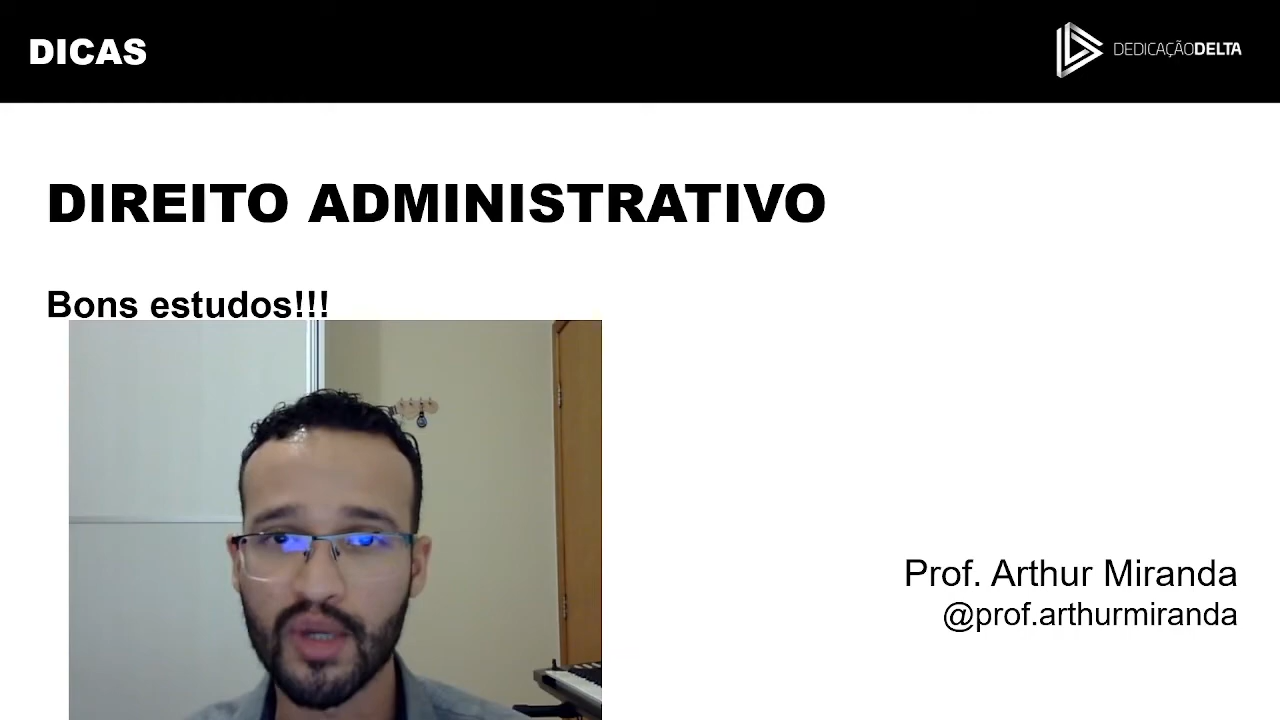 DICAS
DEDICAÇÃODELTA
DIREITO ADMINISTRATIVO
Bons estudos!!!
Prof. Arthur Miranda
@prof.arthurmiranda